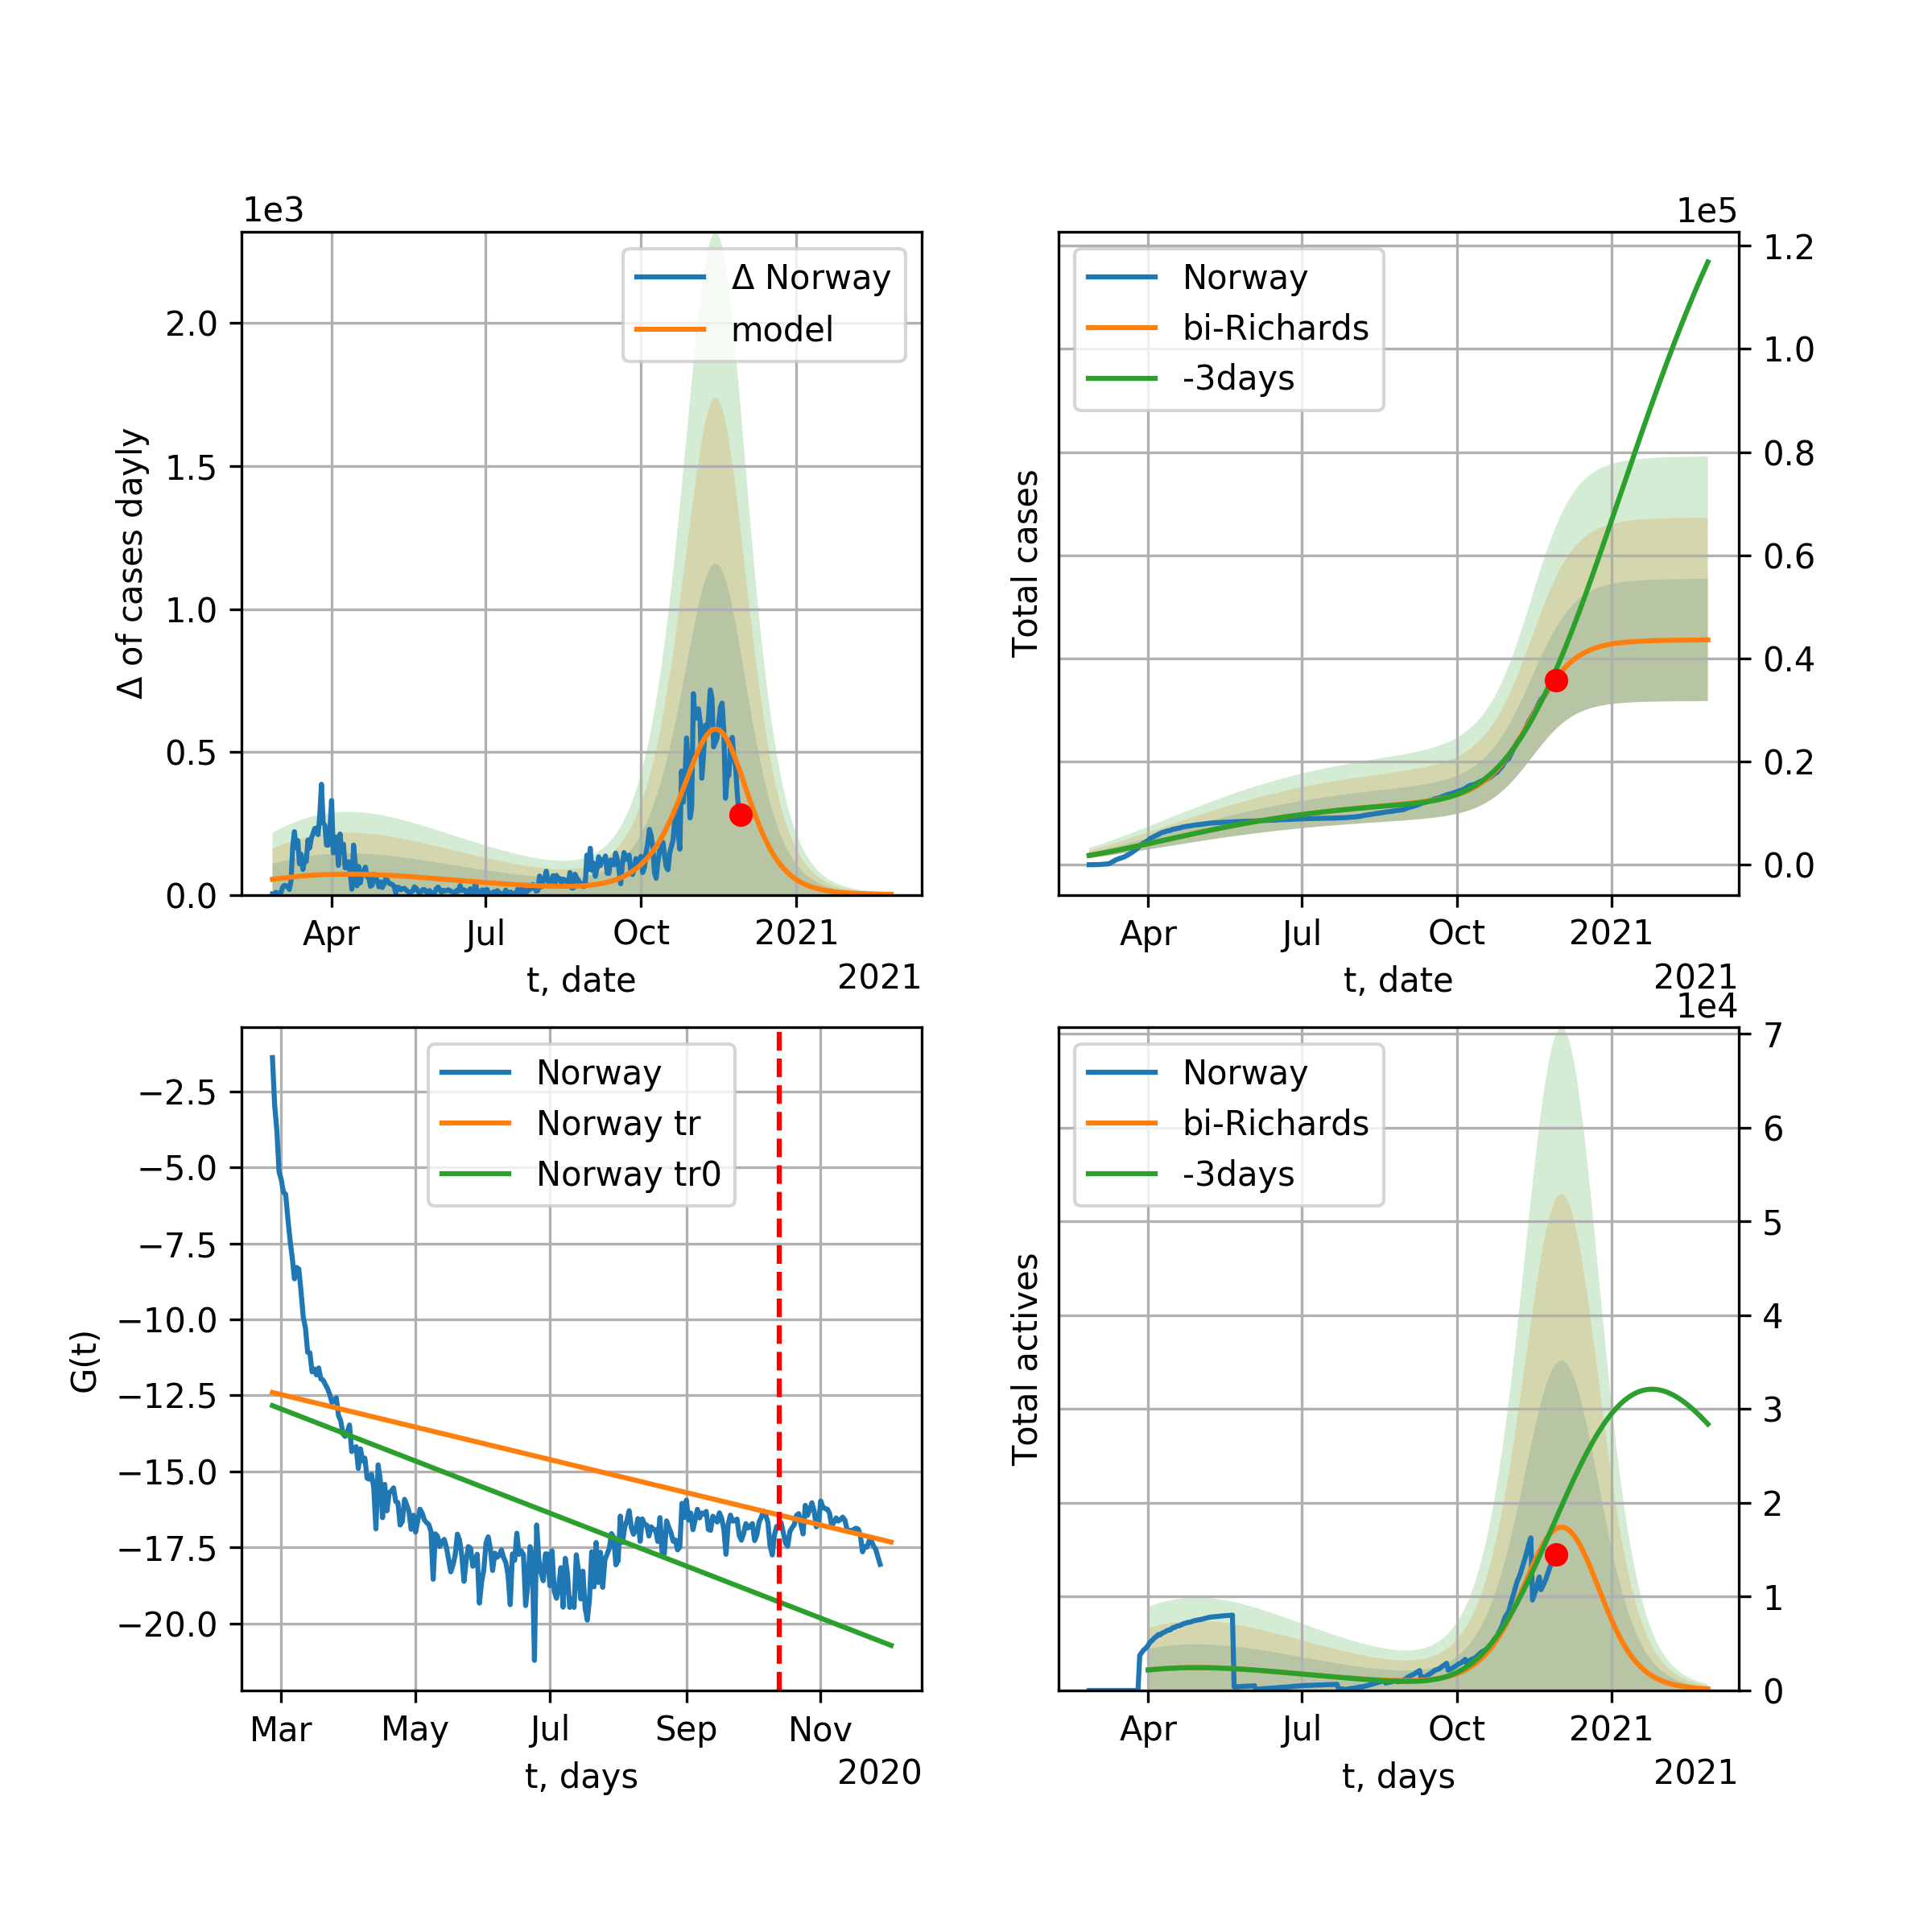 1e3
Δ of cases dayly
2.0
1.5
1.0
0.5
0.0
Δ Norway
model
Apr
Jul
Oct
2021
t, date
2021
1e5
Total cases
Norway
bi-Richards
-3days
1.2
1.0
0.8
0.6
0.4
0.2
0.0
Apr
Jul
Oct
2021
t, date
2021
G(t)
−2.5
−5.0
−7.5
−10.0
−12.5
−15.0
−17.5
−20.0
Norway
Norway tr
Norway tr0
Mar
May
Jul
Sep
Nov
t, days
2020
1e4
Total actives
Norway
bi-Richards
-3days
7
6
5
4
3
2
1
0
Apr
Jul
Oct
2021
t, days
2021